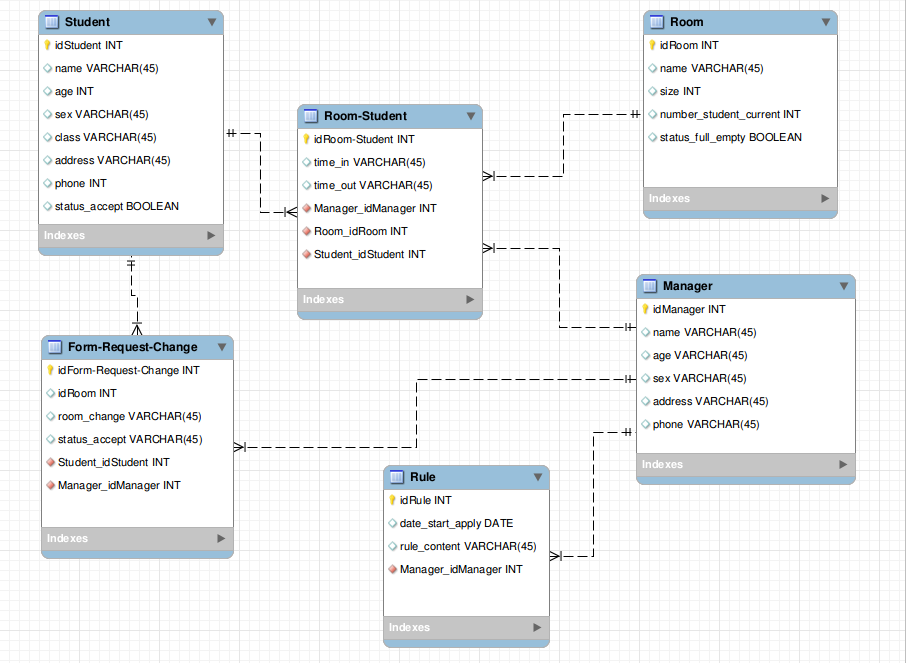 Student
idStudent INT
name VARCHAR(45)
age INT
sex VARCHAR(45)
class VARCHAR(45)
address VARCHAR(45)
phone INT
status_accept BOOLEAN
Indexes
Room-Student
idRoom-Student INT
time_in VARCHAR(45)
time_out VARCHAR(45)
Manager_idManager INT
Room_idRoom INT
Student_idStudent INT
Indexes
Room
idRoom INT
name VARCHAR(45)
size INT
number_student_current INT
status_full_empty BOOLEAN
Indexes
Manager
idManager INT
name VARCHAR(45)
age VARCHAR(45)
sex VARCHAR(45)
address VARCHAR(45)
phone VARCHAR(45)
Indexes
Form-Request-Change
idForm-Request-Change INT
idRoom INT
room_change VARCHAR(45)
status_accept VARCHAR(45)
Student_idStudent INT
Manager_idManager INT
Indexes
Rule
idRule INT
date_start_apply DATE
rule_content VARCHAR(45)
Manager_idManager INT
Indexes